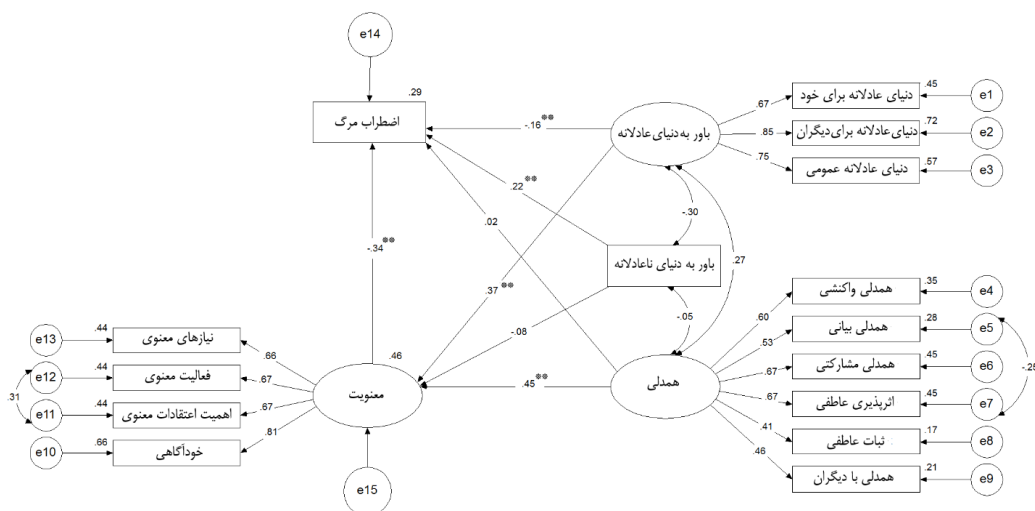 e14
.29
اضطراب مرگ
.45
e1
دنیای عادلانه برای خود
.67
باور به دنیای عادلانه
-.16**
.72
e2
دنیای عادلانه برای دیگران
.85
.57
e3
دنیای عادلانه عمومی
.75
.22**
-.30
.02
.27
باور به دنیای ناعادلانه
-.34**
.37**
-.08
-.05
.35
e4
همدلی واکنشی
.60
.28
e5
همدلی بیانی
.53
.45
e6
همدلی مشارکتی
.67
-.25
.45
e7
اثرپذیری عاطفی
.67
.17
e8
ثبات عاطفی
.41
.21
e9
همدلی با دیگران
.46
همدلی
.45**
.46
معنویت
e15
e13
.44
نیازهای معنوی
.66
e12
.44
فعالیت معنوی
.67
.31
e11
.44
اهمیت اعتقادات معنوی
.67
e10
.66
خودآگاهی
.81